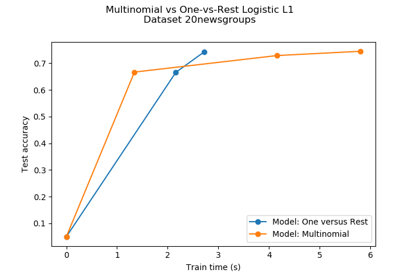 Multinomial vs One-vs-Rest Logistic L1
Dataset 20newsgroups
0.7
0.6
0.5
0.4
0.3
0.2
0.1
Test accuracy
Model: One versus Rest
Model: Multinomial
0 1 2 3 4 5 6
Train time (s)